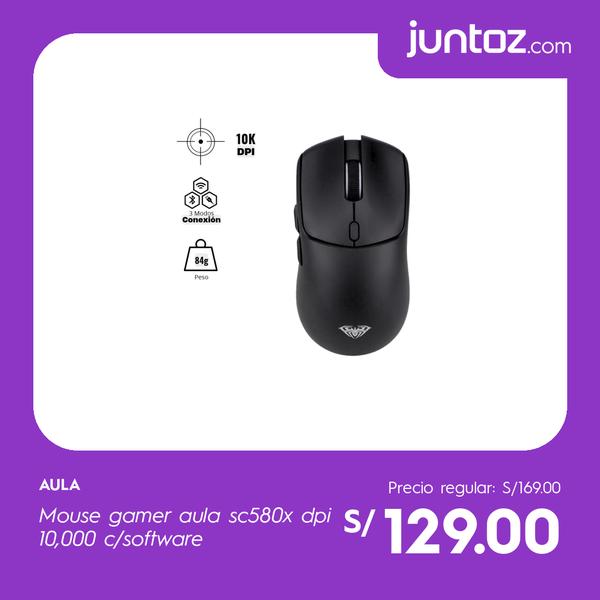 juntoz.com
10K
DPI
3 Modos
Conexión
84g
Peso
AULA
Mouse gamer aula sc580x dpi
10,000 c/software
Precio regular: S/169.00
S/129.00